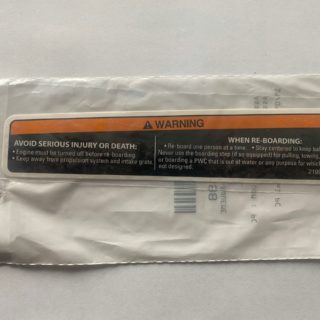 WARNING
AVOID SERIOUS INJURY OR DEATH:
• Engine must be turned off before re-boarding.
• Keep away from propulsion system and intake grate.
WHEN RE-BOARDING:
• Re-board one person at a time. • Stay centered to keep bal
Never use the boarding step (if so equipped) for pulling, towing,
or boarding a PWC that is out of water or any purpose for which
not designed.